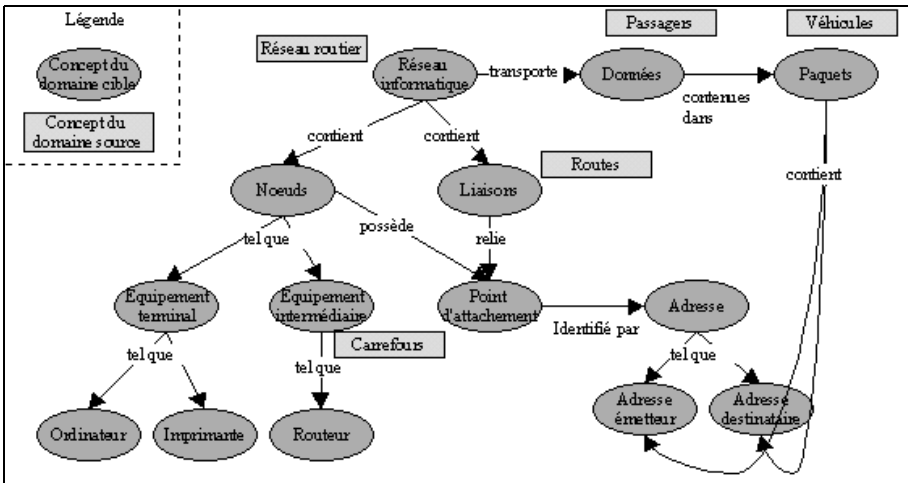 Légende
Concept du
domaine cible
Concept du
domaine source
Passagers
Véhicules
Réseau routier
Réseau
informatique
transporte
Données
contenues
dans
Paquets
contient
contient
contient
Noeuds
Liaisons
Routes
tel que
possède
relie
Equipement
terminal
Equipement
intermédiaire
Point
d'attachement
Identifié par
Adresse
Carrefours
tel que
tel que
tel que
Ordinateur
Imprimante
Routeur
Adresse
émetteur
Adresse
destinataire